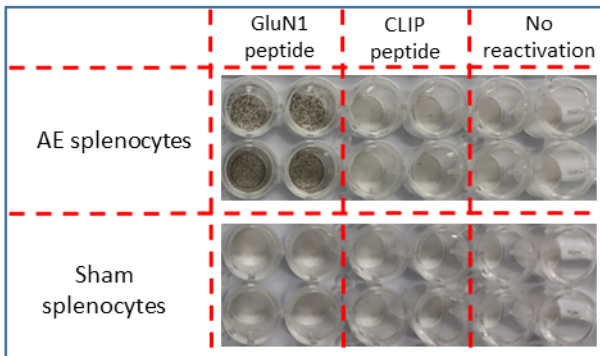 GluN1
peptide
CLIP
peptide
No
reactivation
AE splenocytes
Sham
splenocytes